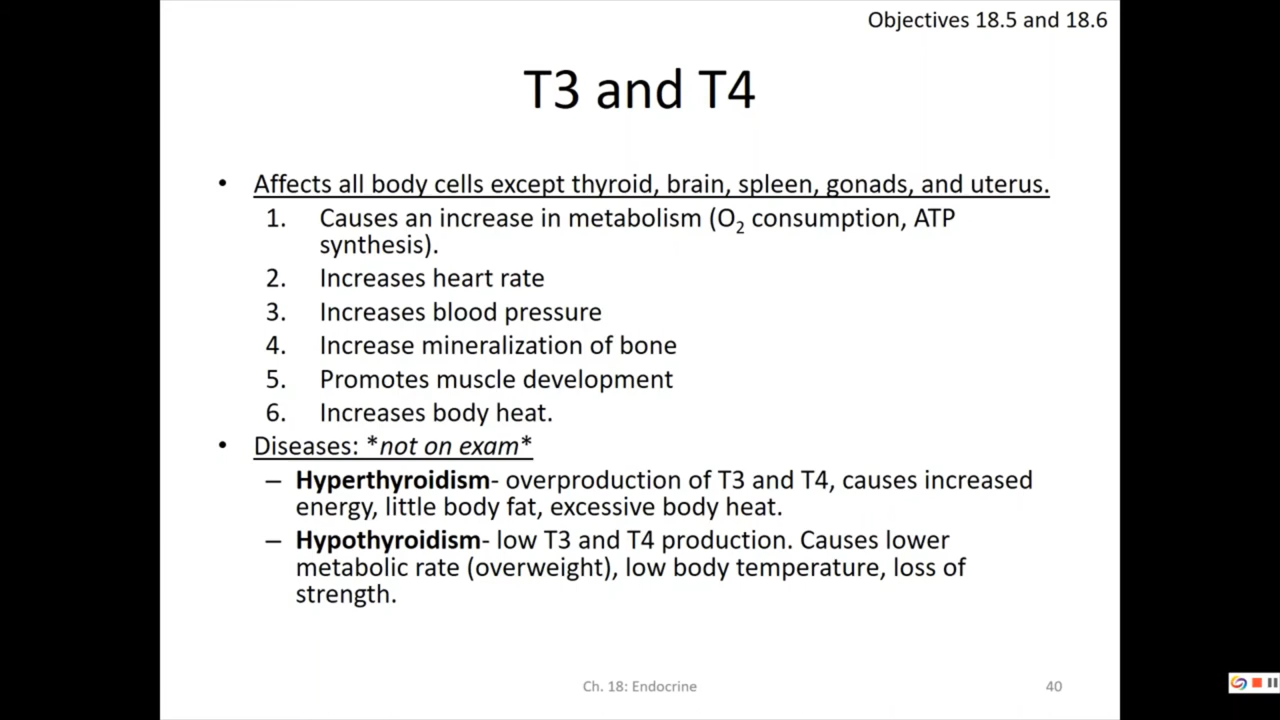 Objectives 18.5 and 18.6
T3 and T4
• Affects all body cells except thyroid, brain, spleen, gonads, and uterus.
1. Causes an increase in metabolism (O₂ consumption, ATP
synthesis).
2. Increases heart rate
3. Increases blood pressure
4. Increase mineralization of bone
5. Promotes muscle development
6. Increases body heat.
• Diseases: *not on exam*
– Hyperthyroidism- overproduction of T3 and T4, causes increased
energy, little body fat, excessive body heat.
– Hypothyroidism- low T3 and T4 production. Causes lower
metabolic rate (overweight), low body temperature, loss of
strength.
Ch. 18: Endocrine
40